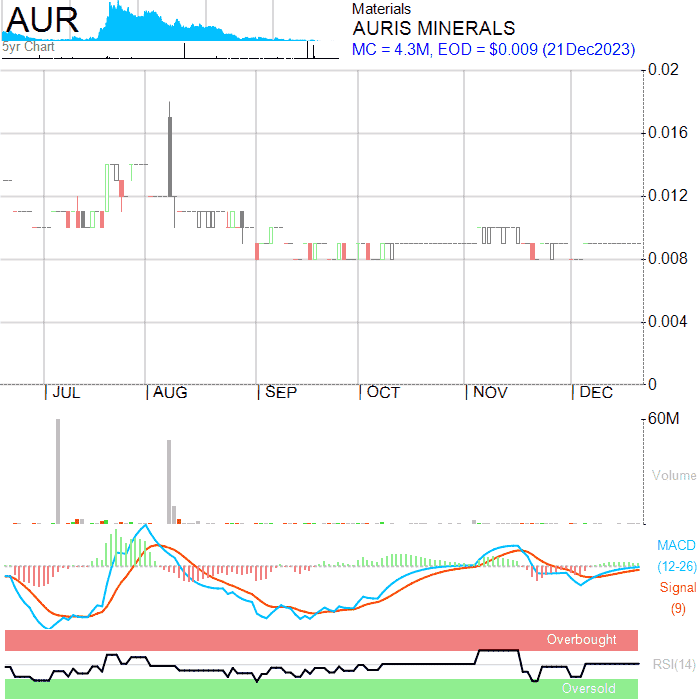 AUR
5yr Chart
Materials
AURIS MINERALS
MC = 4.3M, EOD = $0.009 (21Dec2023)
0.02
0.016
0.012
0.008
0.004
0
JUL AUG SEP OCT NOV DEC
60M
Volume
MACD
(12-26)
Signal
(9)
Overbought
RSI(14)
Oversold